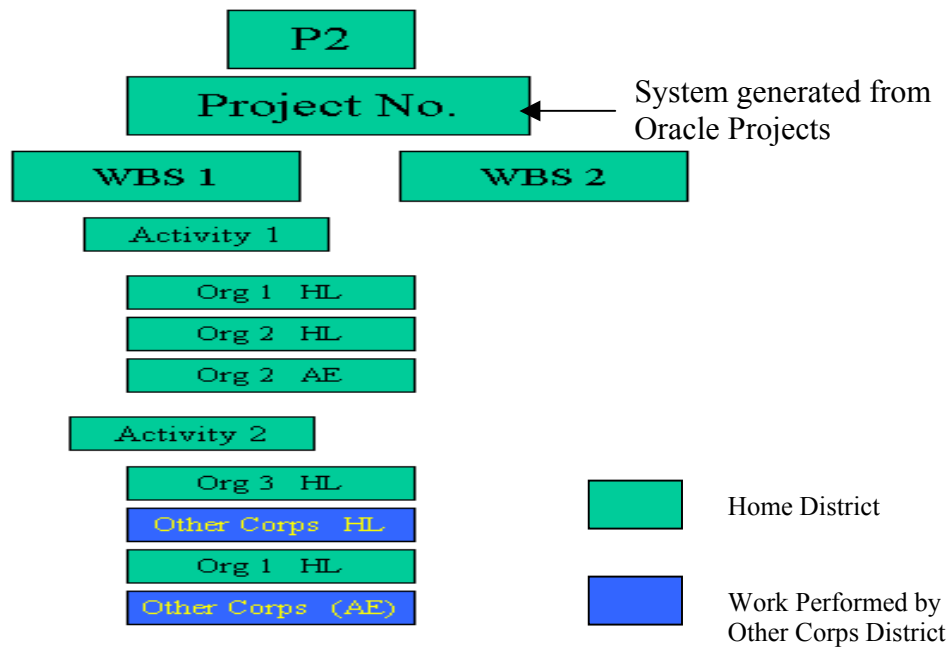 P2
Project No.
System generated from
Oracle Projects
WBS 1
WBS 2
Activity 1
Org 1 HL
Org 2 HL
Org 2 AE
Activity 2
Org 3 HL
Other Corps HL
Org 1 HL
Other Corps (AE)
Home District
Work Performed by
Other Corps District